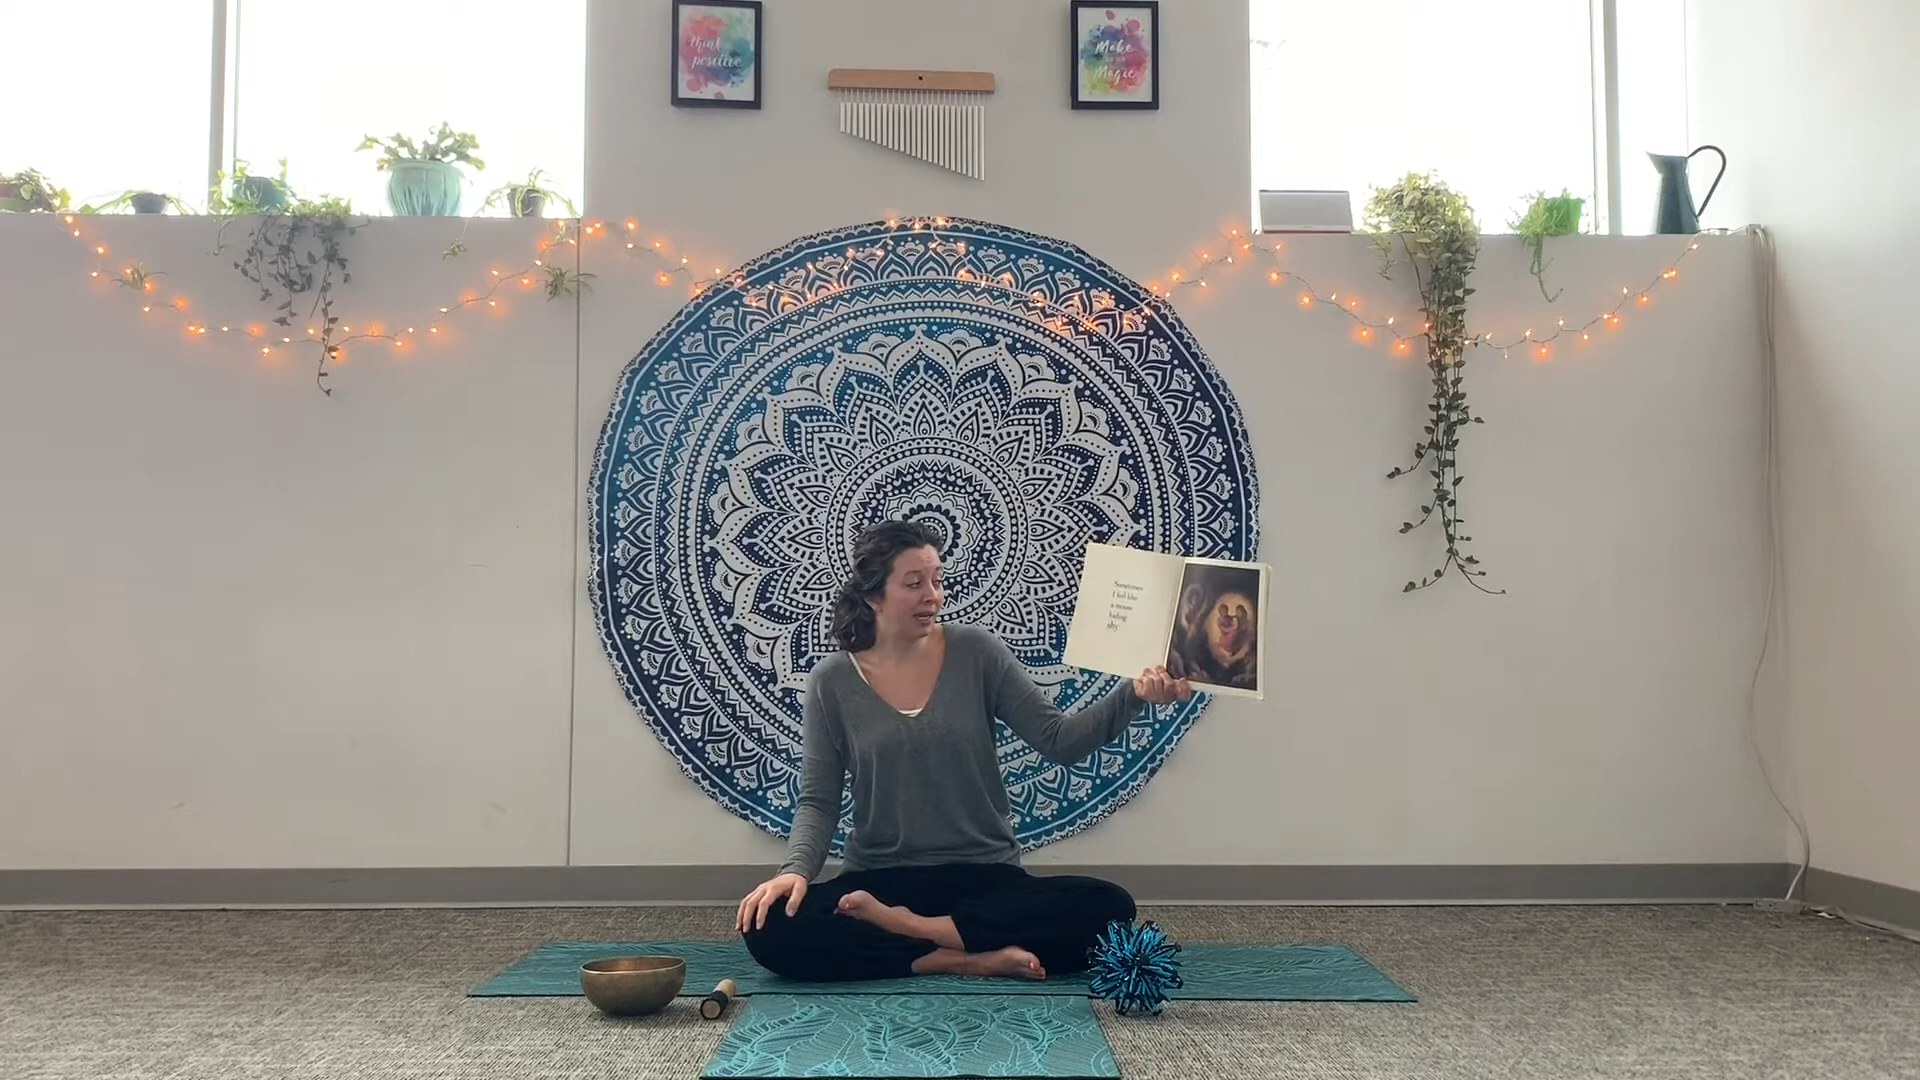 think
positive
Make
Magic
Sometimes
I feel like
a mouse
hiding
shy